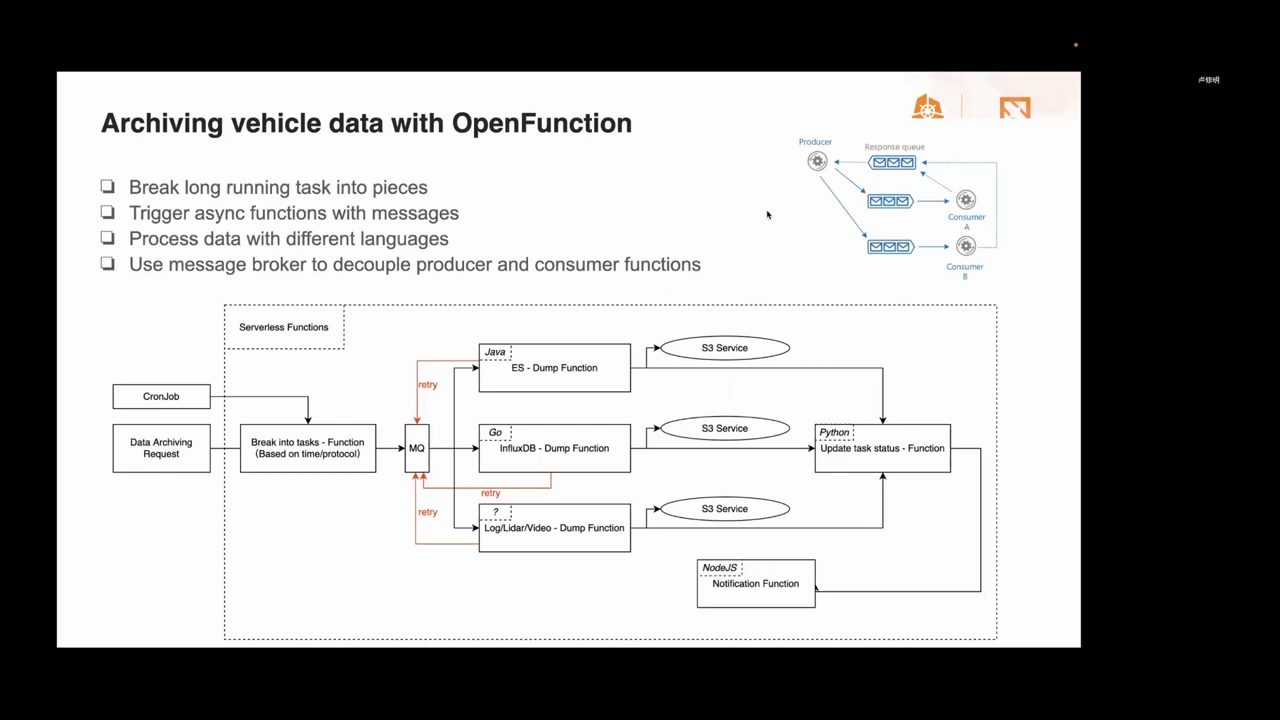 卢修明
Archiving vehicle data with OpenFunction
Break long running task into pieces
Trigger async functions with messages
Process data with different languages
Use message broker to decouple producer and consumer functions
Producer
Response queue
Consumer
A
Consumer
B
Serverless Functions
CronJob
Data Archiving
Request
Break into tasks - Function
(Based on time/protocol)
MQ
retry
retry
retry
Java
ES - Dump Function
Go
InfluxDB - Dump Function
?
Log/Lidar/Video - Dump Function
S3 Service
S3 Service
S3 Service
Python
Update task status - Function
NodeJS
Notification Function